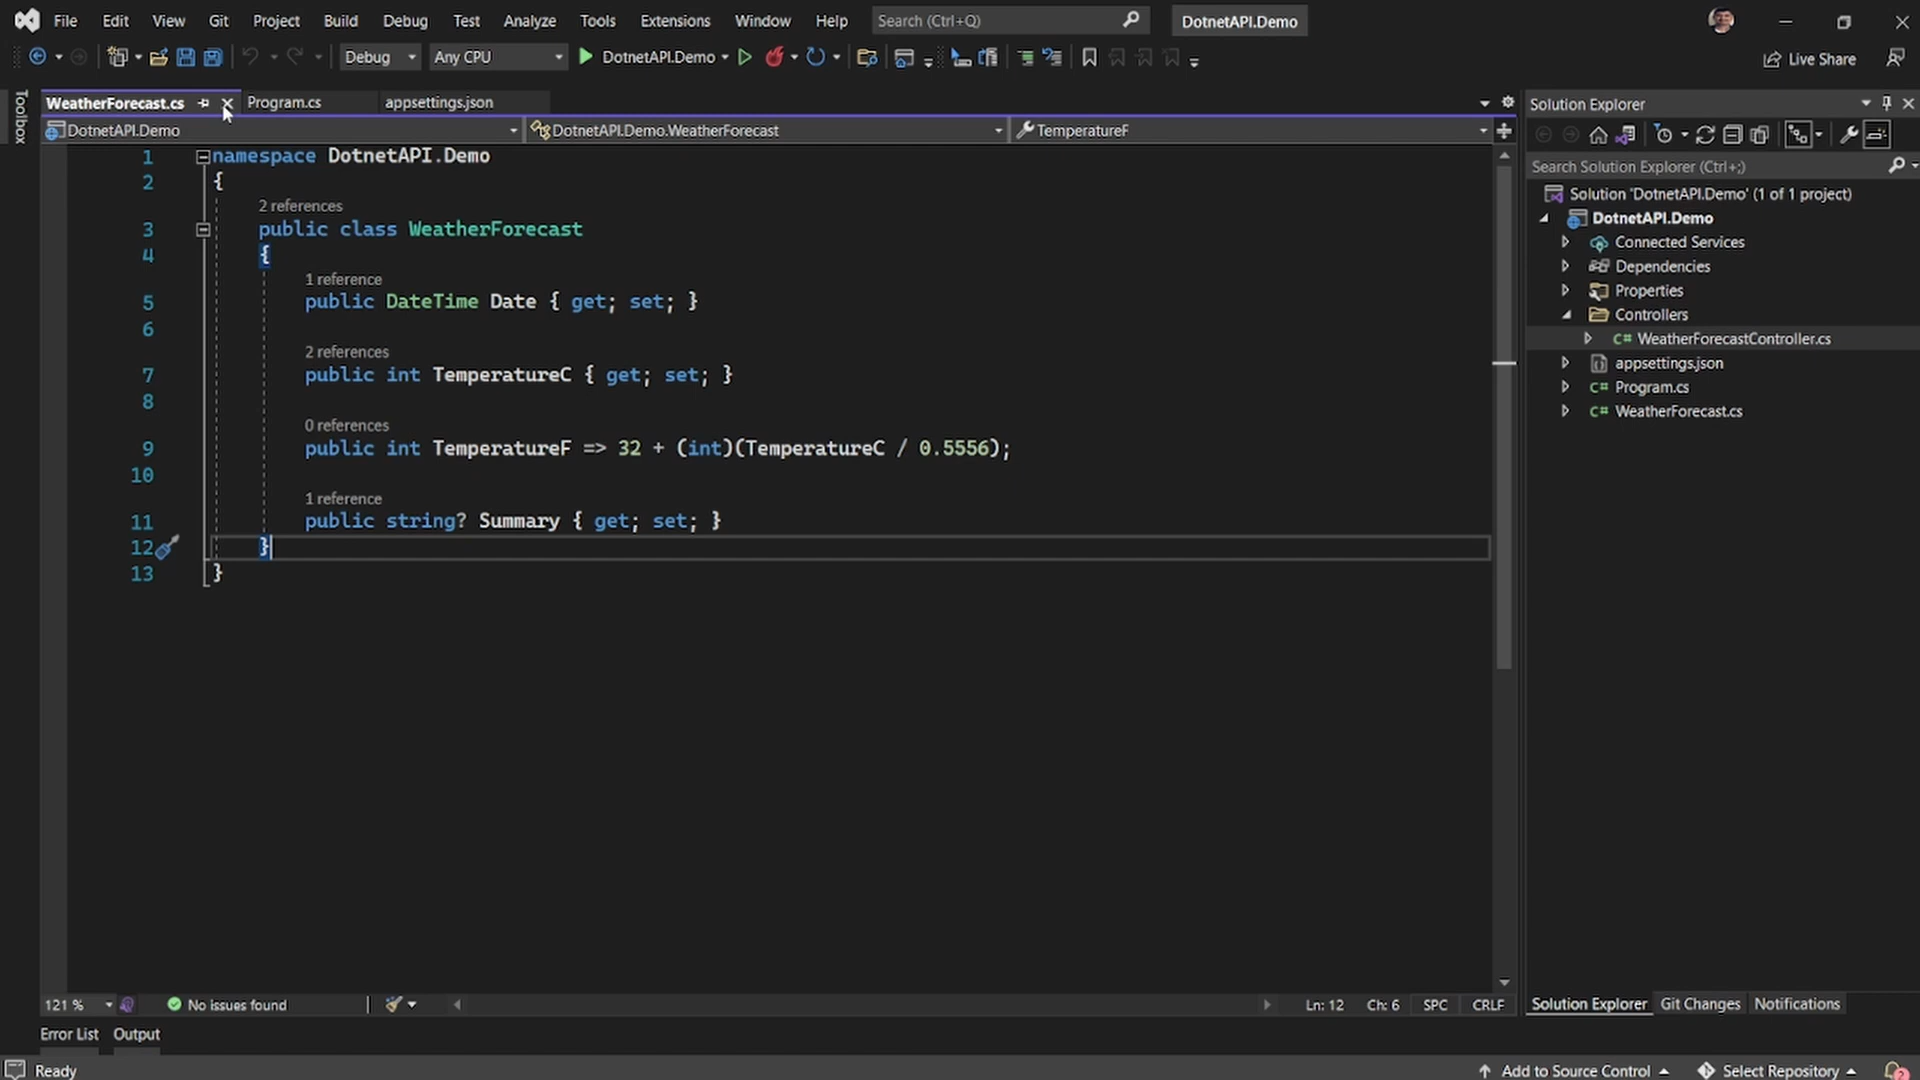 File Edit View Git Project Build Debug Test Analyze Tools Extensions Window Help Search (Ctrl+Q) DotnetAPI.Demo
Debug Any CPU DotnetAPI.Demo Live Share
Toolbox
WeatherForecast.cs Program.cs appsettings.json
DotnetAPI.Demo DotnetAPI.Demo.WeatherForecast TemperatureF
1 namespace DotnetAPI.Demo
2 {
2 references
3 public class WeatherForecast
4 {
1 reference
5 public DateTime Date { get; set; }
6
2 references
7 public int TemperatureC { get; set; }
8
0 references
9 public int TemperatureF => 32 + (int)(TemperatureC / 0.5556);
10
1 reference
11 public string? Summary { get; set; }
12 }
13 }
121 % No issues found Ln: 12 Ch: 6 SPC CRLF
Error List Output
Solution Explorer
Search Solution Explorer (Ctrl+;)
Solution 'DotnetAPI.Demo' (1 of 1 project)
DotnetAPI.Demo
Connected Services
Dependencies
Properties
Controllers
C# WeatherForecastController.cs
appsettings.json
C# Program.cs
C# WeatherForecast.cs
Solution Explorer Git Changes Notifications
Ready Add to Source Control Select Repository 2